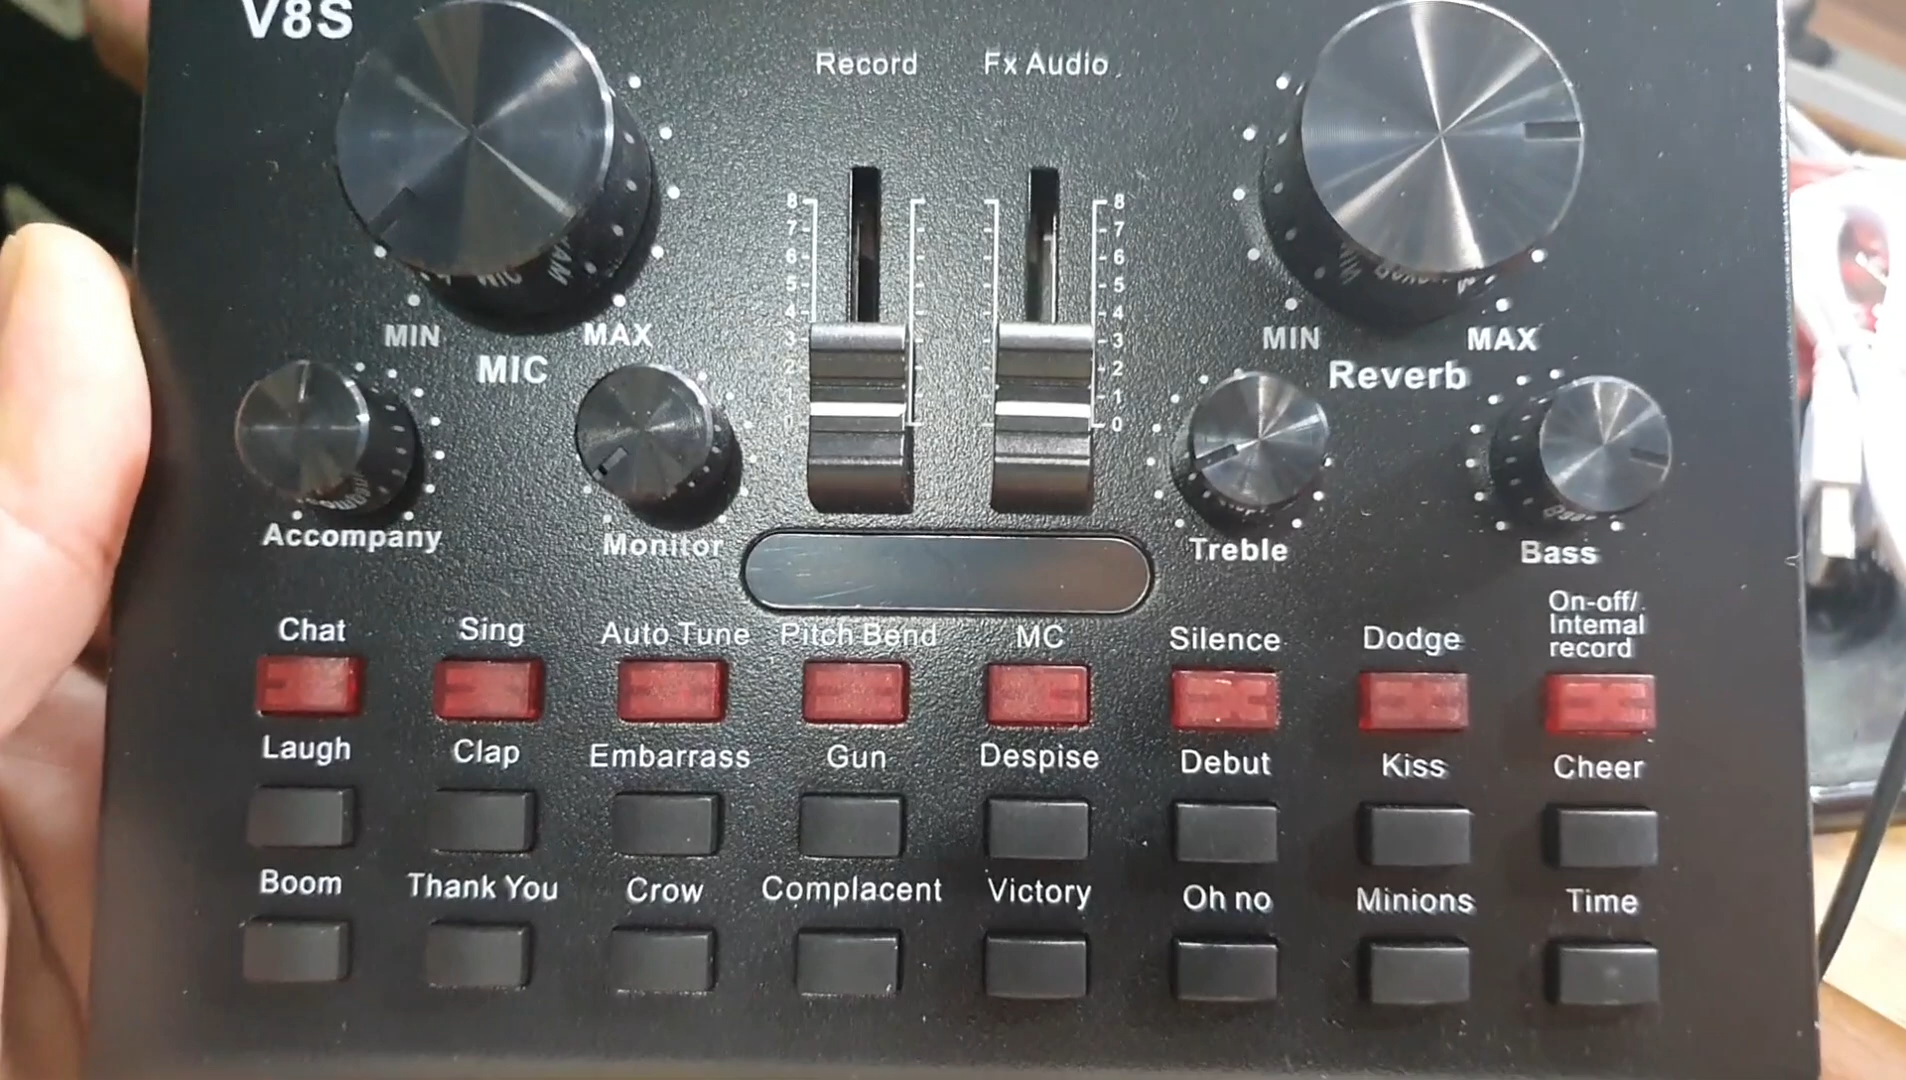 V8S
Record Fx Audio
8 8
7 7
6 6
5 5
4 4
3 3
2 2
1 1
0 0
MIN MAX MIN MAX
MIC Reverb
Accompany Monitor Treble Bass
On-off/
Intemal
record
Chat Sing Auto Tune Pitch Bend MC Silence Dodge
Laugh Clap Embarrass Gun Despise Debut Kiss Cheer
Boom Thank You Crow Complacent Victory Oh no Minions Time